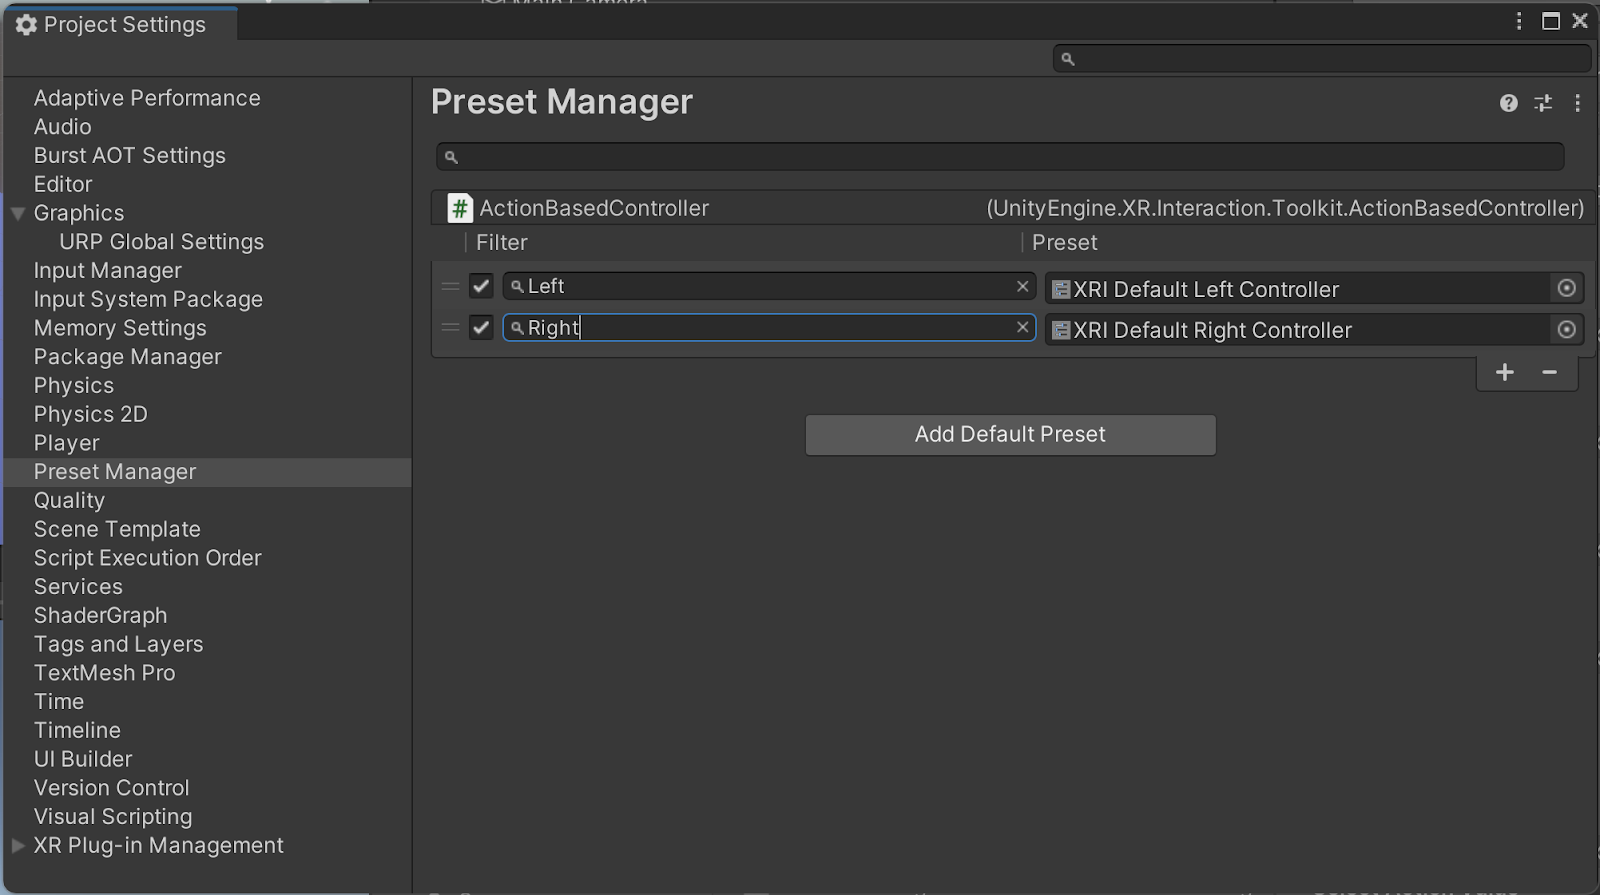 Main Camera
Project Settings
Adaptive Performance
Audio
Burst AOT Settings
Editor
Graphics
URP Global Settings
Input Manager
Input System Package
Memory Settings
Package Manager
Physics
Physics 2D
Player
Preset Manager
Quality
Scene Template
Script Execution Order
Services
ShaderGraph
Tags and Layers
TextMesh Pro
Time
Timeline
UI Builder
Version Control
Visual Scripting
XR Plug-in Management
Preset Manager
ActionBasedController (UnityEngine.XR.Interaction.Toolkit.ActionBasedController)
Filter Preset
Left XRI Default Left Controller
Right XRI Default Right Controller
Add Default Preset